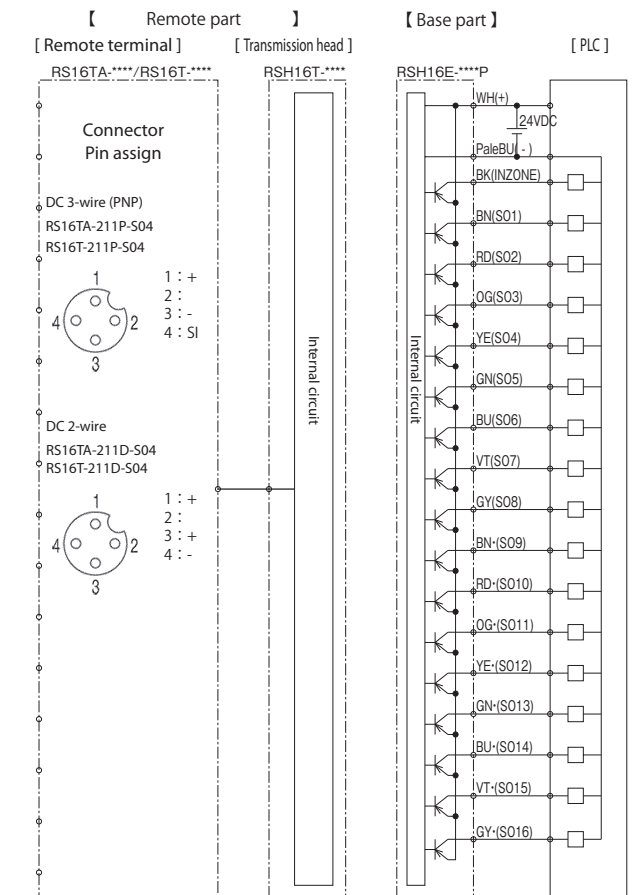 【 Remote part 】
【 Base part 】
[ Remote terminal ]
[ Transmission head ]
[ PLC ]
RS16TA-****/RS16T-****
RSH16T-****
RSH16E-****P
Connector
Pin assign
DC 3-wire (PNP)
RS16TA-211P-S04
RS16T-211P-S04
1
2
3
4
1 : +
2 :
3 : -
4 : SI
DC 2-wire
RS16TA-211D-S04
RS16T-211D-S04
1
2
3
4
1 : +
2 :
3 : +
4 : -
Internal circuit
Internal circuit
WH(+)
24VDC
PaleBU( - )
BK(INZONE)
BN(SO1)
RD(SO2)
OG(SO3)
YE(SO4)
GN(SO5)
BU(SO6)
VT(SO7)
GY(SO8)
BN･(SO9)
RD･(SO10)
OG･(SO11)
YE･(SO12)
GN･(SO13)
BU･(SO14)
VT･(SO15)
GY･(SO16)